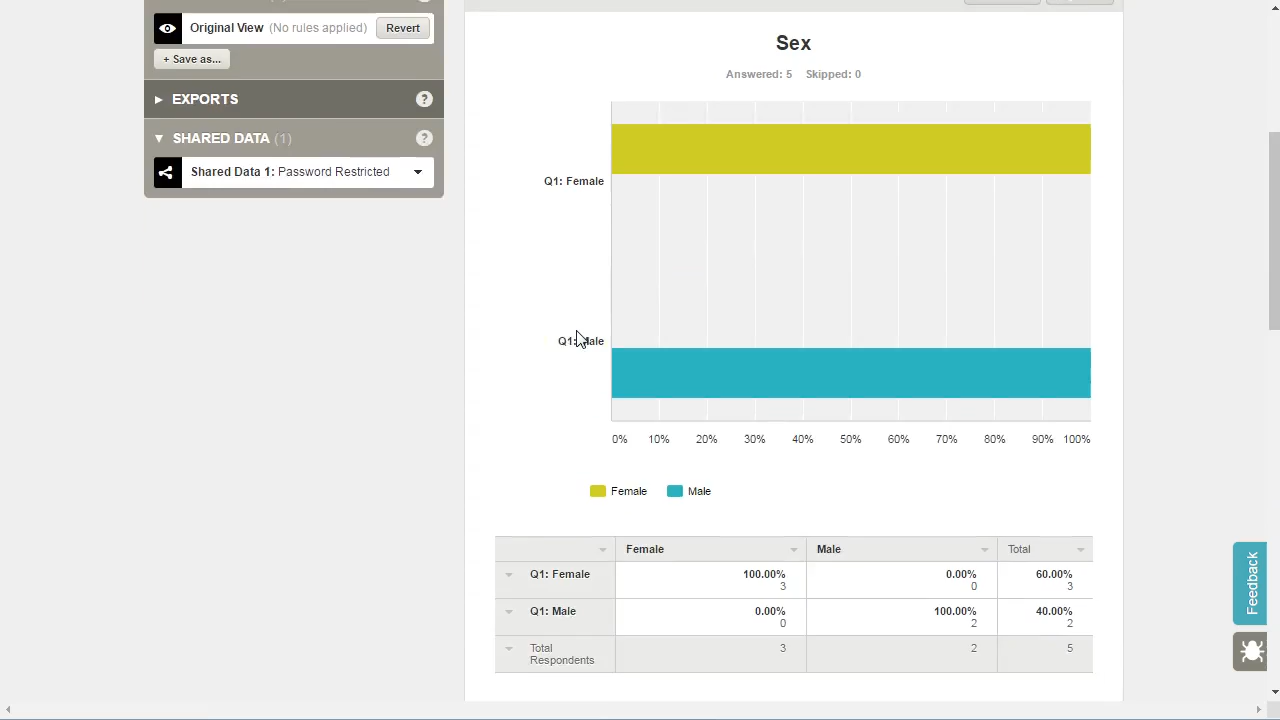 Original View (No rules applied) Revert
+ Save as...
EXPORTS ?
SHARED DATA (1) ?
Shared Data 1: Password Restricted
Sex
Answered: 5 Skipped: 0
Q1: Female
Q1: Male
0% 10% 20% 30% 40% 50% 60% 70% 80% 90% 100%
Female Male
Female Male Total
Q1: Female 100.00% 0.00% 60.00%
3 0 3
Q1: Male 0.00% 100.00% 40.00%
0 2 2
Total 3 2 5
Respondents
Feedback